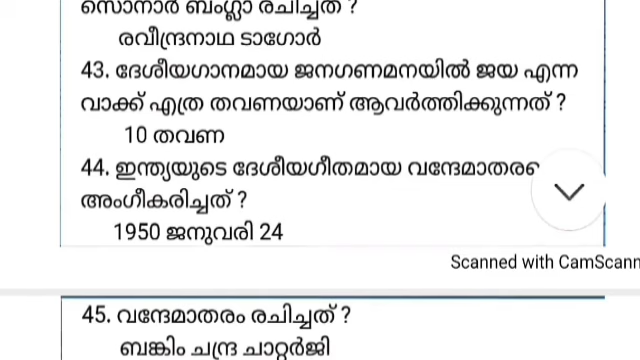 സൊനാർ ബംഗ്ലാ രചിച്ചത് ?
രവീന്ദ്രനാഥ ടാഗോർ
43. ദേശീയഗാനമായ ജനഗണമനയിൽ ജയ എന്ന
വാക്ക് എത്ര തവണയാണ് ആവർത്തിക്കുന്നത് ?
10 തവണ
44. ഇന്ത്യയുടെ ദേശീയഗീതമായ
അംഗീകരിച്ചത് ?
1950 ജനുവരി 24
Scanned with CamScann
45. വന്ദേമാതരം രചിച്ചത് ?
ബങ്കിം ചന്ദ്ര ചാറ്റർജി